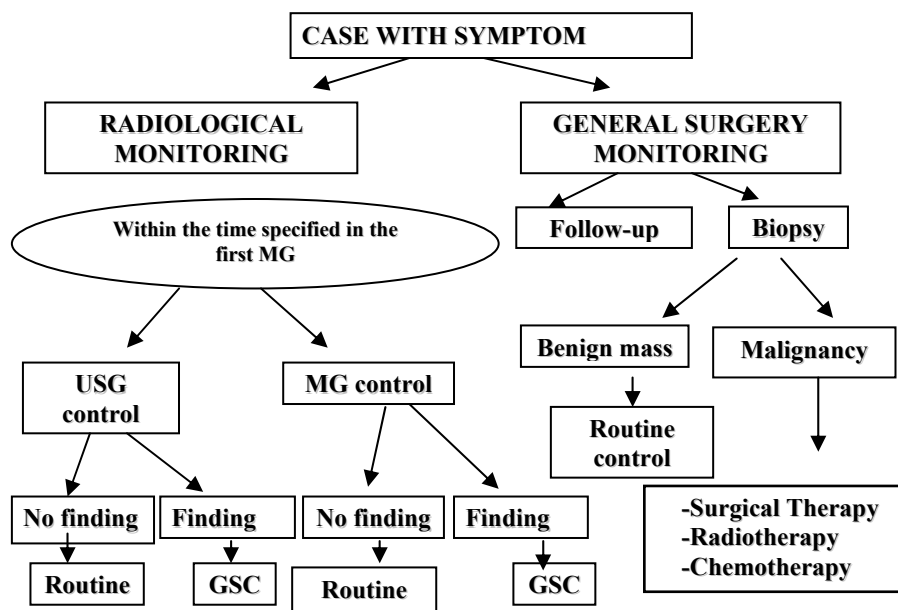 CASE WITH SYMPTOM
RADIOLOGICAL
MONITORING
GENERAL SURGERY
MONITORING
Within the time specified in the
first MG
Follow-up
Biopsy
USG
control
MG control
Benign mass
Malignancy
Routine
control
No finding
Finding
No finding
Finding
-Surgical Therapy
-Radiotherapy
-Chemotherapy
Routine
GSC
Routine
GSC